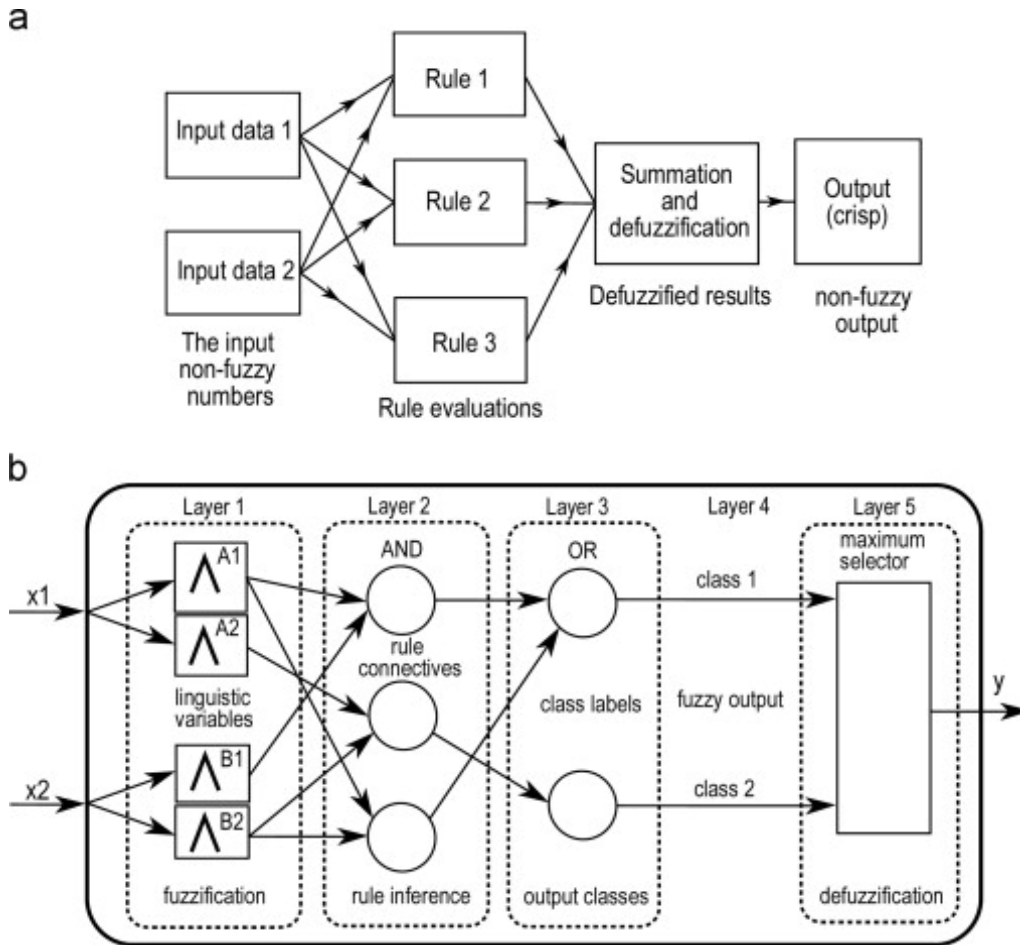 a
Rule 1
Input data 1
Rule 2
Summation
and
defuzzification
Output
(crisp)
Input data 2
Defuzzified results
non-fuzzy
output
The input
non-fuzzy
numbers
Rule 3
Rule evaluations
b
Layer 1
Layer 2
Layer 3
Layer 4
Layer 5
x1
A1
A2
linguistic
variables
AND
rule
connectives
OR
class 1
maximum
selector
class labels
fuzzy output
y
x2
B1
B2
class 2
fuzzification
rule inference
output classes
defuzzification